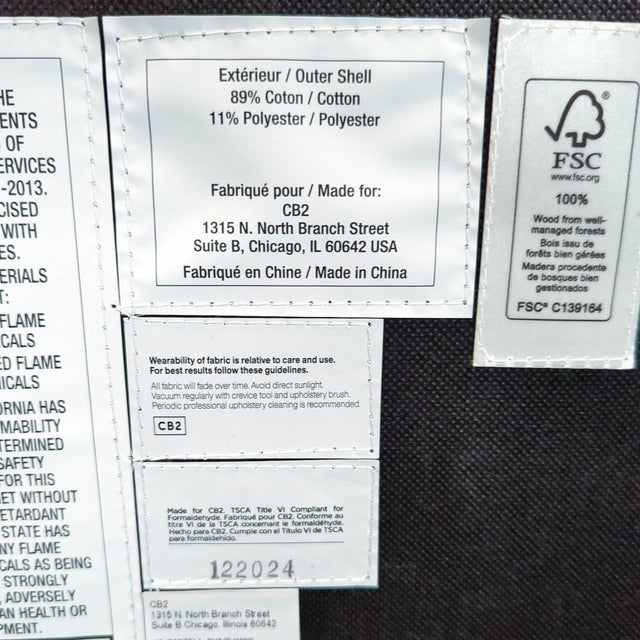 HE
ENTS
OF
ERVICES
-2013.
CISED
WITH
ES.
ERIALS
T:
FLAME
CALS
ED FLAME
ICALS
ORNIA HAS
MABILITY
TERMINED
SAFETY
FOR THIS
ET WITHOUT
ETARDANT
STATE HAS
NY FLAME
CALS AS BEING
STRONGLY
ADVERSELY
AN HEALTH OR
PMENT.
Extérieur / Outer Shell
89% Coton / Cotton
11% Polyester / Polyester
Fabriqué pour / Made for:
CB2
1315 N. North Branch Street
Suite B, Chicago, IL 60642 USA
Fabriqué en Chine / Made in China
FSC
www.fsc.org
100%
Wood from well-
managed forests
Bois issu de
forêts bien gérées
Madera procedente
de bosques bien
gestionados
FSC® C139164
Wearability of fabric is relative to care and use.
For best results follow these guidelines.
All fabric will fade over time. Avoid direct sunlight.
Vacuum regularly with crevice tool and upholstery brush.
Periodic professional upholstery cleaning is recommended.
CB2
Made for CB2. TSCA Title VI Compliant for
Formaldehyde. Fabriqué pour CB2. Conforme au
titre VI de la TSCA concernant le formaldéhyde.
Hecho para CB2. Cumple con el Título VI de TSCA
para formaldehído.
122024
CB2
1315 N. North Branch Street
Suite B Chicago, Illinois 60642